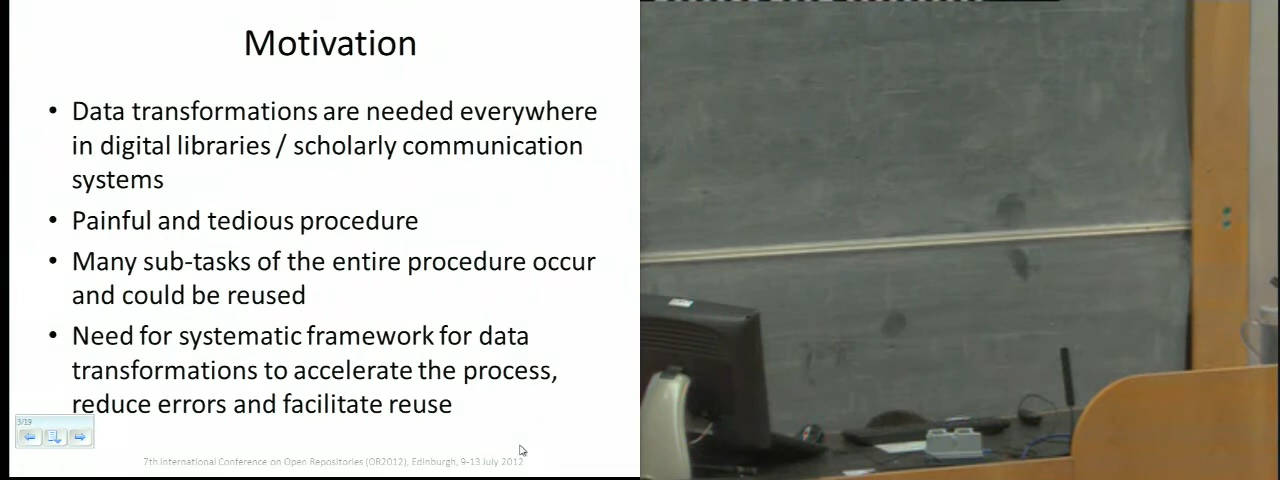 Motivation
• Data transformations are needed everywhere
in digital libraries / scholarly communication
systems
• Painful and tedious procedure
• Many sub-tasks of the entire procedure occur
and could be reused
• Need for systematic framework for data
transformations to accelerate the process,
reduce errors and facilitate reuse
3/19
7th International Conference on Open Repositories (OR2012), Edinburgh, 9-13 July 2012